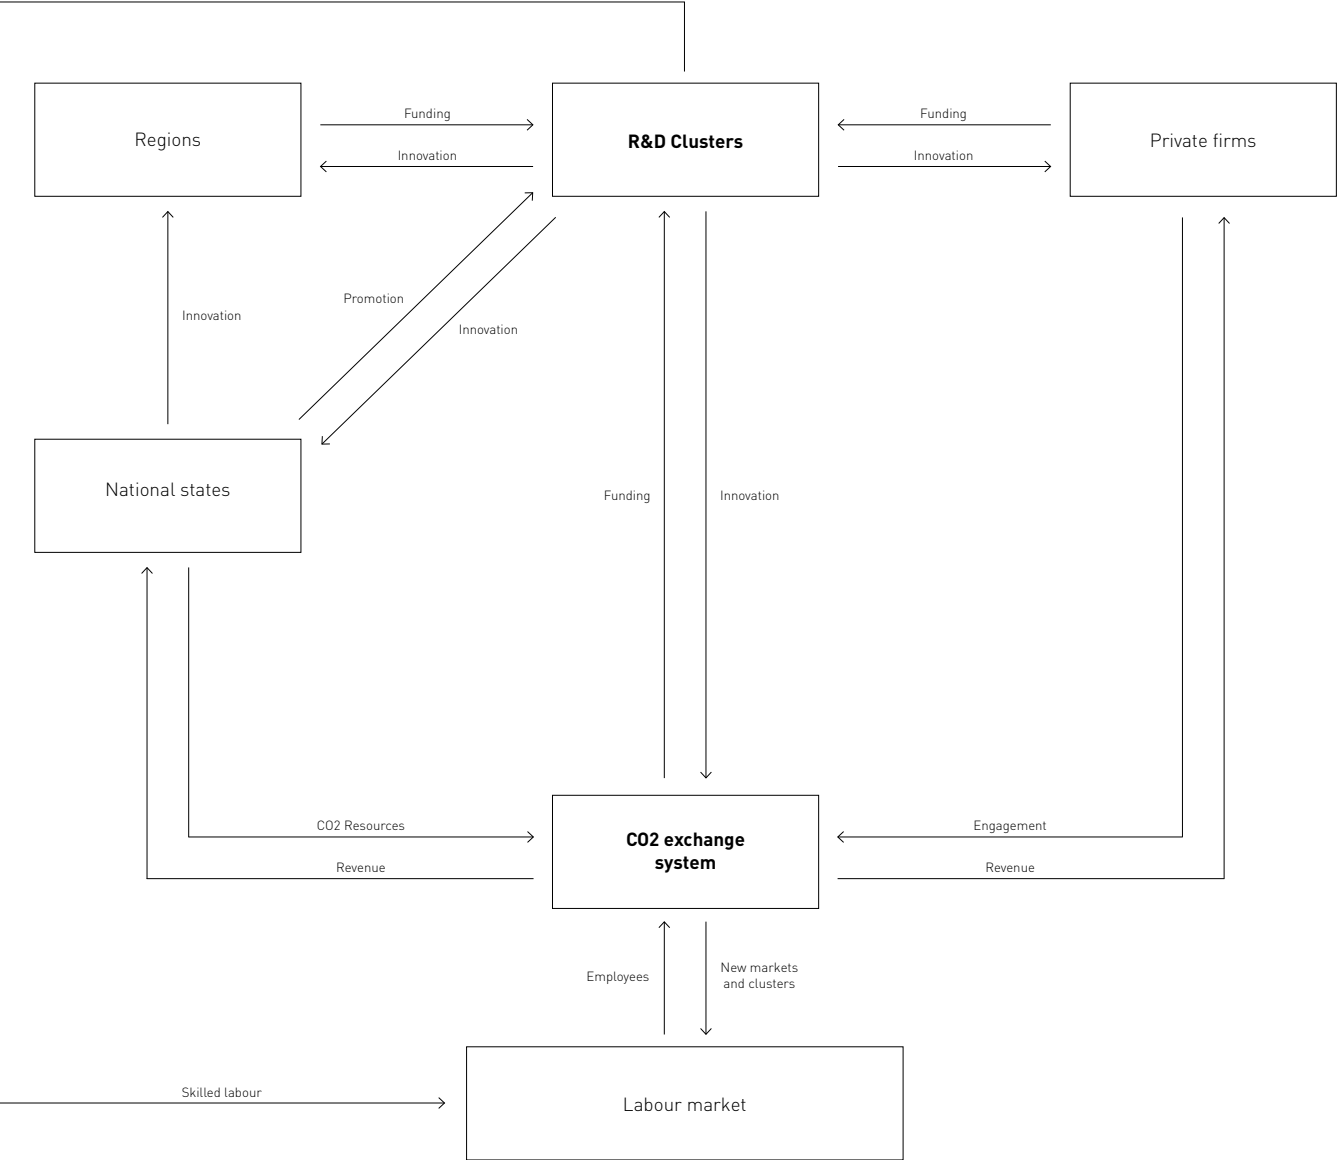 Funding
Funding
Regions
R&D Clusters
Private firms
Innovation
Innovation
Promotion
Innovation
Innovation
National states
Funding
Innovation
CO2 Resources
Engagement
CO2 exchange
system
Revenue
Revenue
Employees
New markets
and clusters
Skilled labour
Labour market